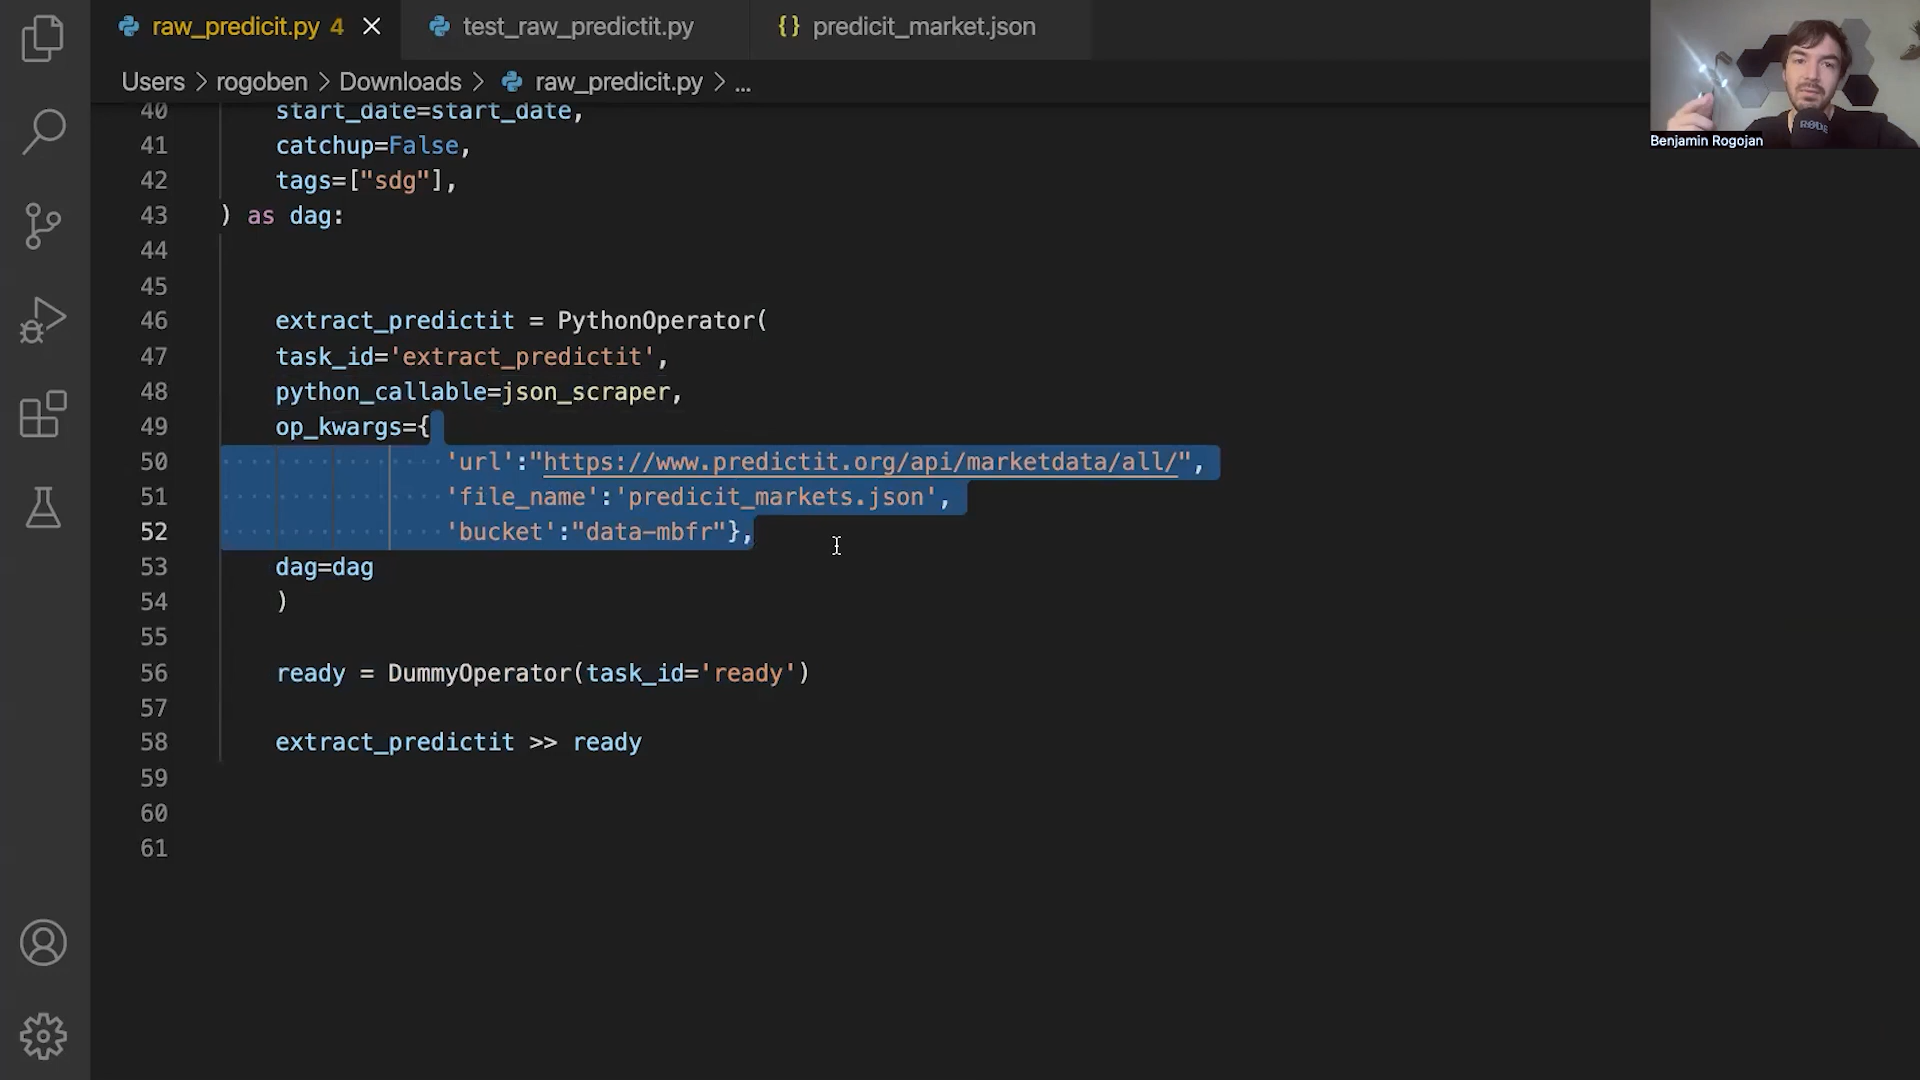 raw_predicit.py 4
test_raw_predictit.py
{} predicit_market.json
Users > rogoben > Downloads > raw_predicit.py > ...
RØDE
Benjamin Rogojan
40 start_date=start_date,
41 catchup=False,
42 tags=["sdg"],
43 ) as dag:
44
45
46 extract_predictit = PythonOperator(
47 task_id='extract_predictit',
48 python_callable=json_scraper,
49 op_kwargs={
50 'url':"https://www.predictit.org/api/marketdata/all/",
51 'file_name':'predicit_markets.json',
52 'bucket':"data-mbfr"},
53 dag=dag
54 )
55
56 ready = DummyOperator(task_id='ready')
57
58 extract_predictit >> ready
59
60
61